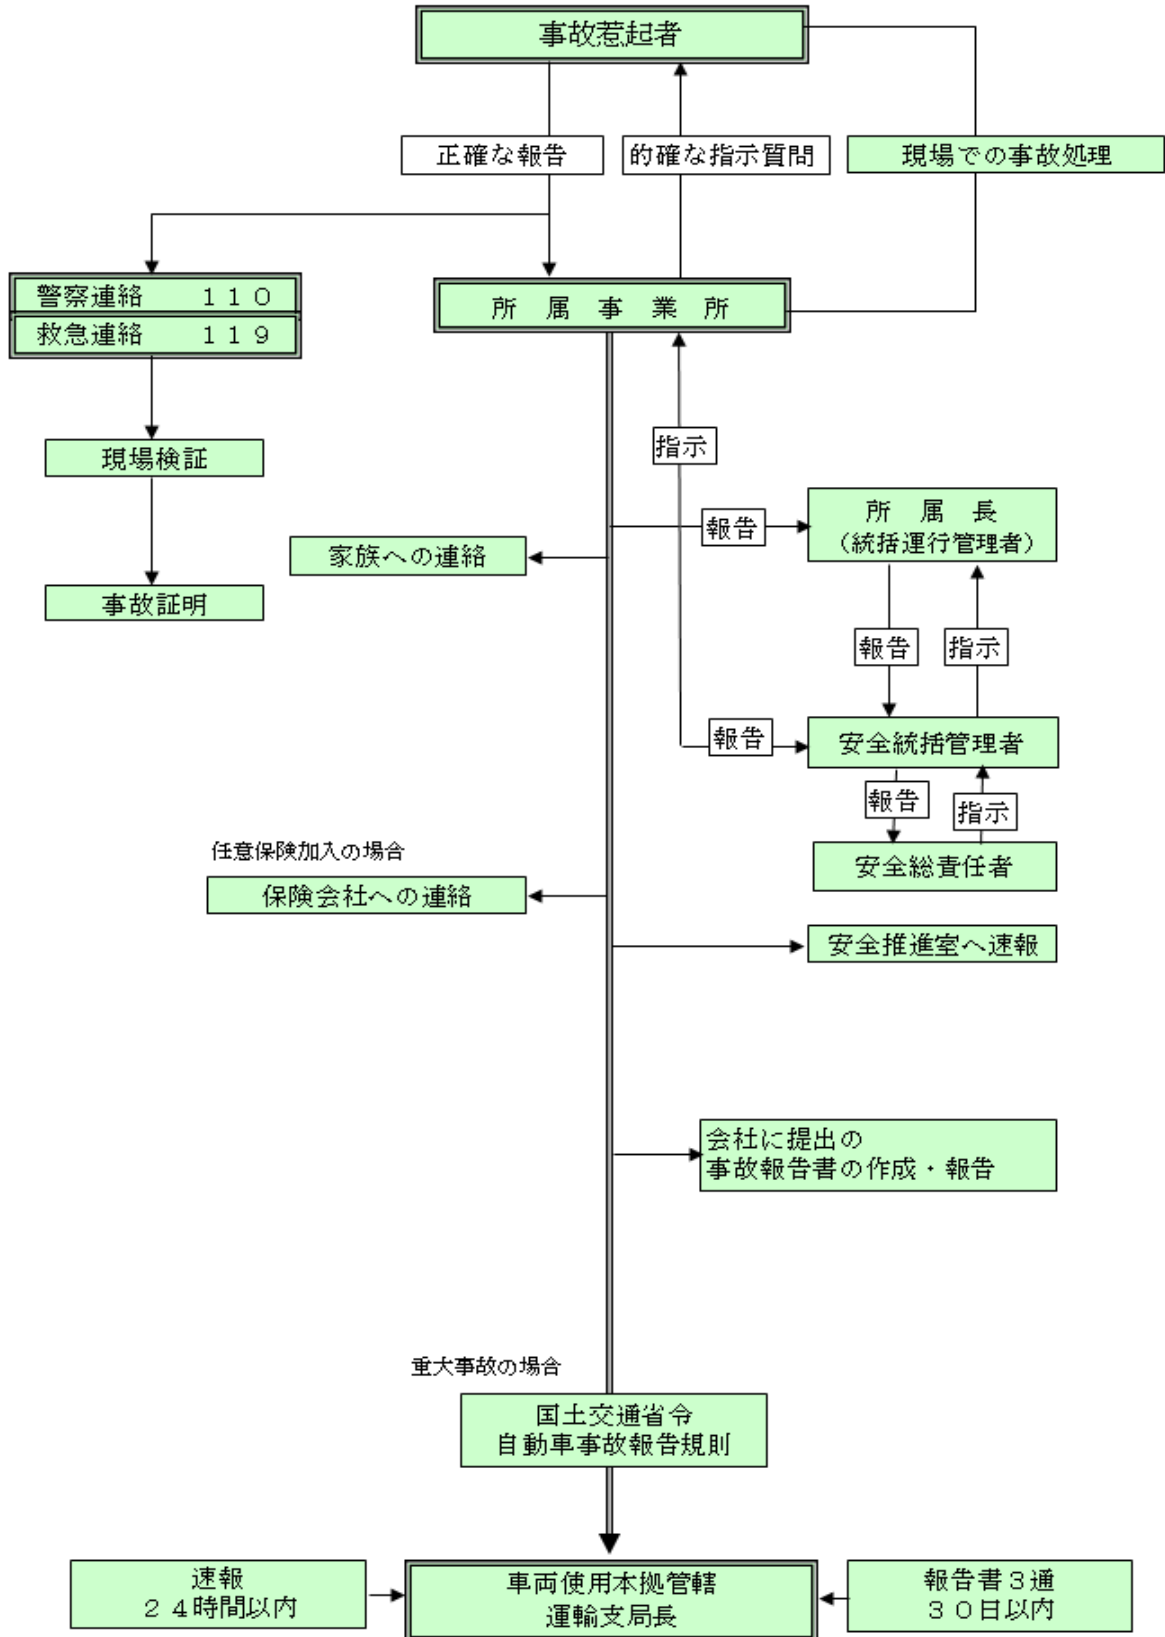 事故惹起者
正確な報告
的確な指示質問
現場での事故処理
警察連絡　１１０
救急連絡　１１９
所　属　事　業　所
現場検証
指示
報告
所　属　長
（統括運行管理者）
家族への連絡
事故証明
報告
指示
報告
安全統括管理者
報告
指示
任意保険加入の場合
安全総責任者
保険会社への連絡
安全推進室へ速報
会社に提出の
事故報告書の作成・報告
重大事故の場合
国土交通省令
自動車事故報告規則
速報
２４時間以内
車両使用本拠管轄
運輸支局長
報告書３通
３０日以内